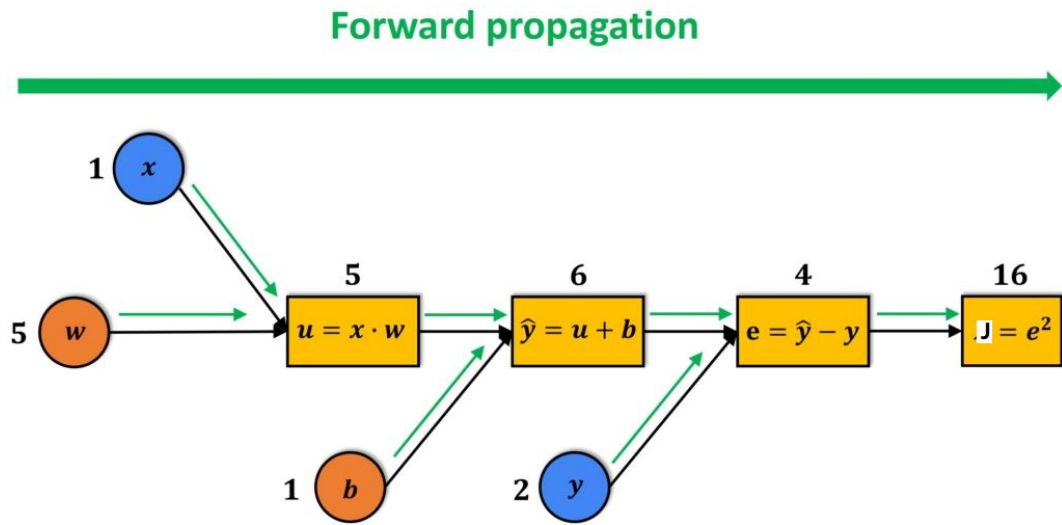 Forward propagation
1 x
5 6 4 16
5 w u = x · w ŷ = u + b e = ŷ − y J = e²
1 b 2 y